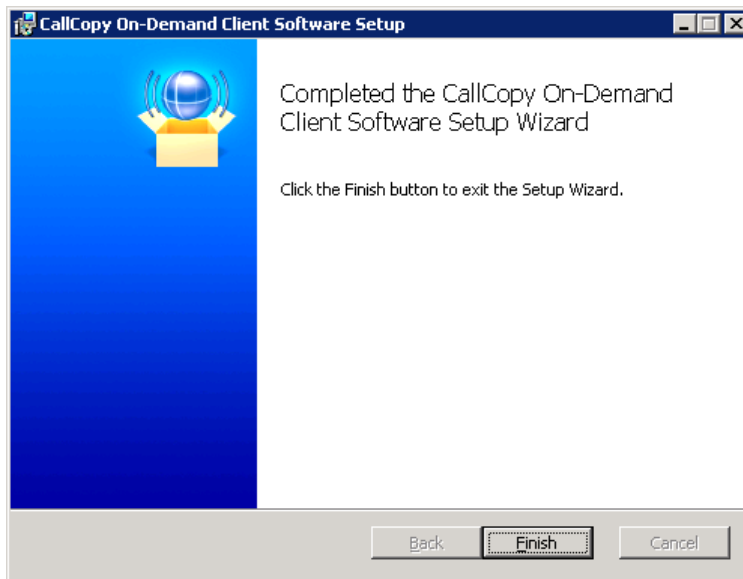 CallCopy On-Demand Client Software Setup
Completed the CallCopy On-Demand
Client Software Setup Wizard
Click the Finish button to exit the Setup Wizard.
Back Finish Cancel